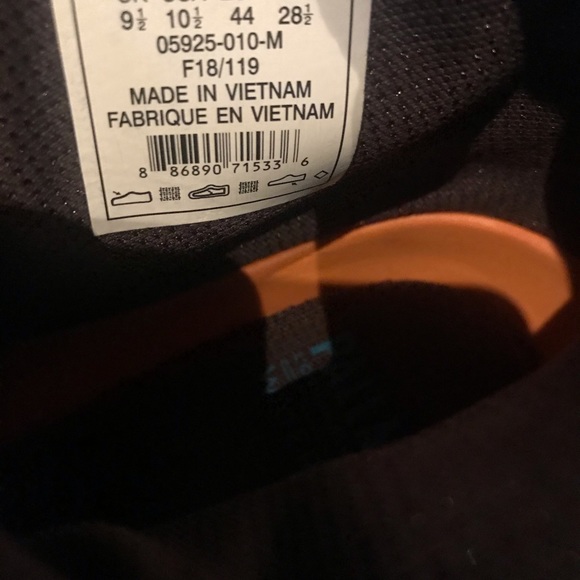 9½ 10½ 44 28½
05925-010-M
F18/119
MADE IN VIETNAM
FABRIQUE EN VIETNAM
8 86890 71533 6